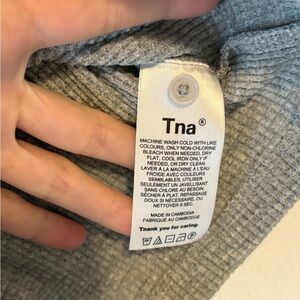 Tna®
MACHINE WASH COLD WITH LIKE
COLOURS, ONLY NON-CHLORINE
BLEACH WHEN NEEDED, DRY
FLAT, COOL IRON ONLY IF
NEEDED, OR DRY CLEAN.
LAVER À LA MACHINE À L'EAU
FROIDE AVEC COULEURS
SEMBLABLES, UTILISER
SEULEMENT UN JAVELLISANT
SANS CHLORE AU BESOIN,
SÉCHER À PLAT, REPASSAGE
DOUX SI NÉCESSAIRE, OU
NETTOYER À SEC.
MADE IN CAMBODIA
FABRIQUÉ AU CAMBODGE
Thank you for caring.